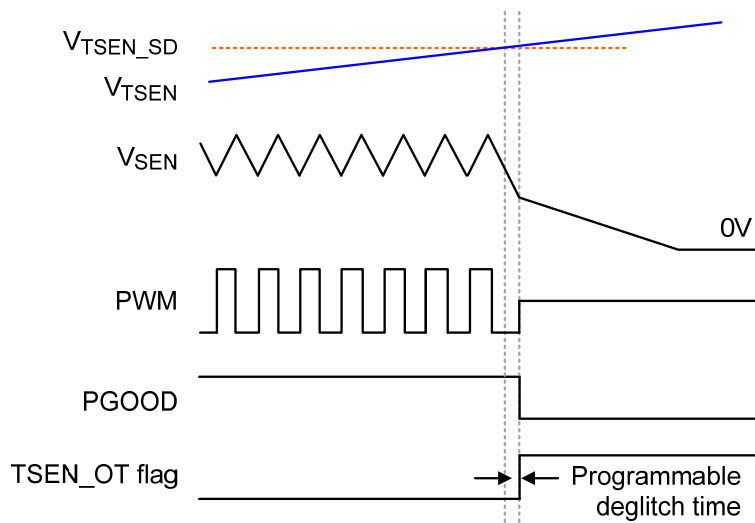 VTSEN_SD
VTSEN
VSEN
0V
PWM
PGOOD
TSEN_OT flag
Programmable
deglitch time